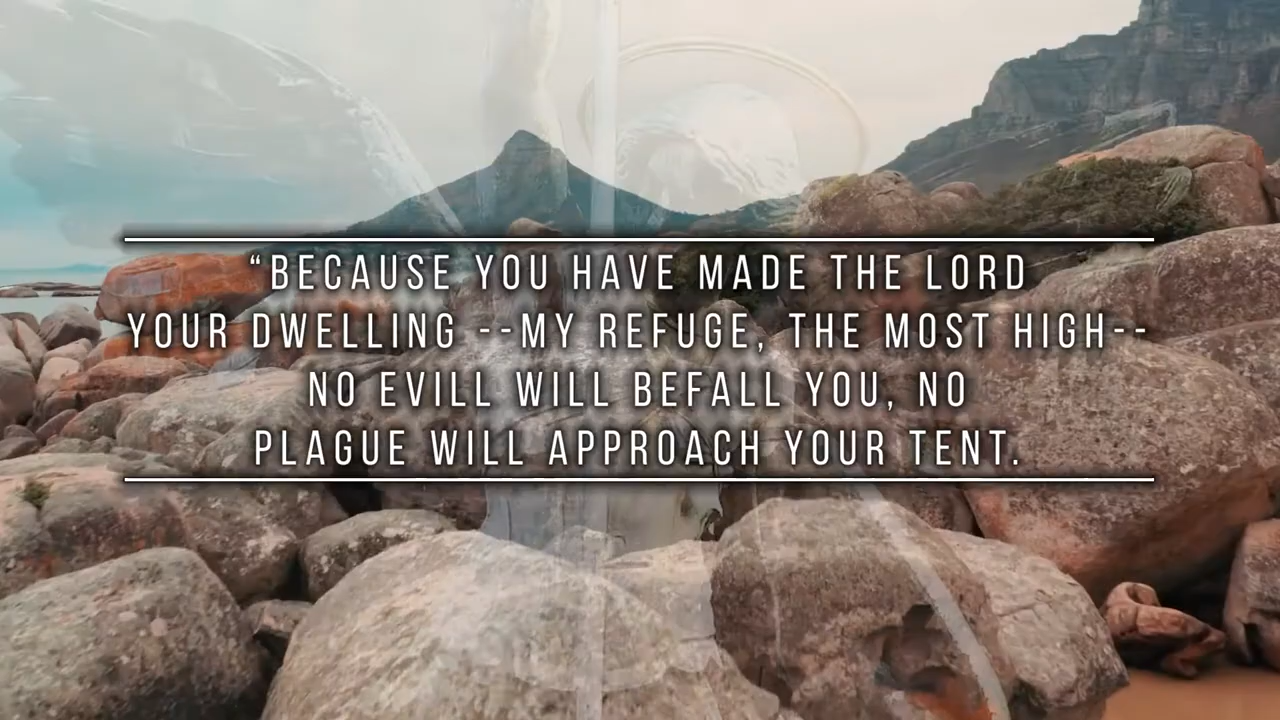 “BECAUSE YOU HAVE MADE THE LORD
YOUR DWELLING --MY REFUGE, THE MOST HIGH--
NO EVILL WILL BEFALL YOU, NO
PLAGUE WILL APPROACH YOUR TENT.